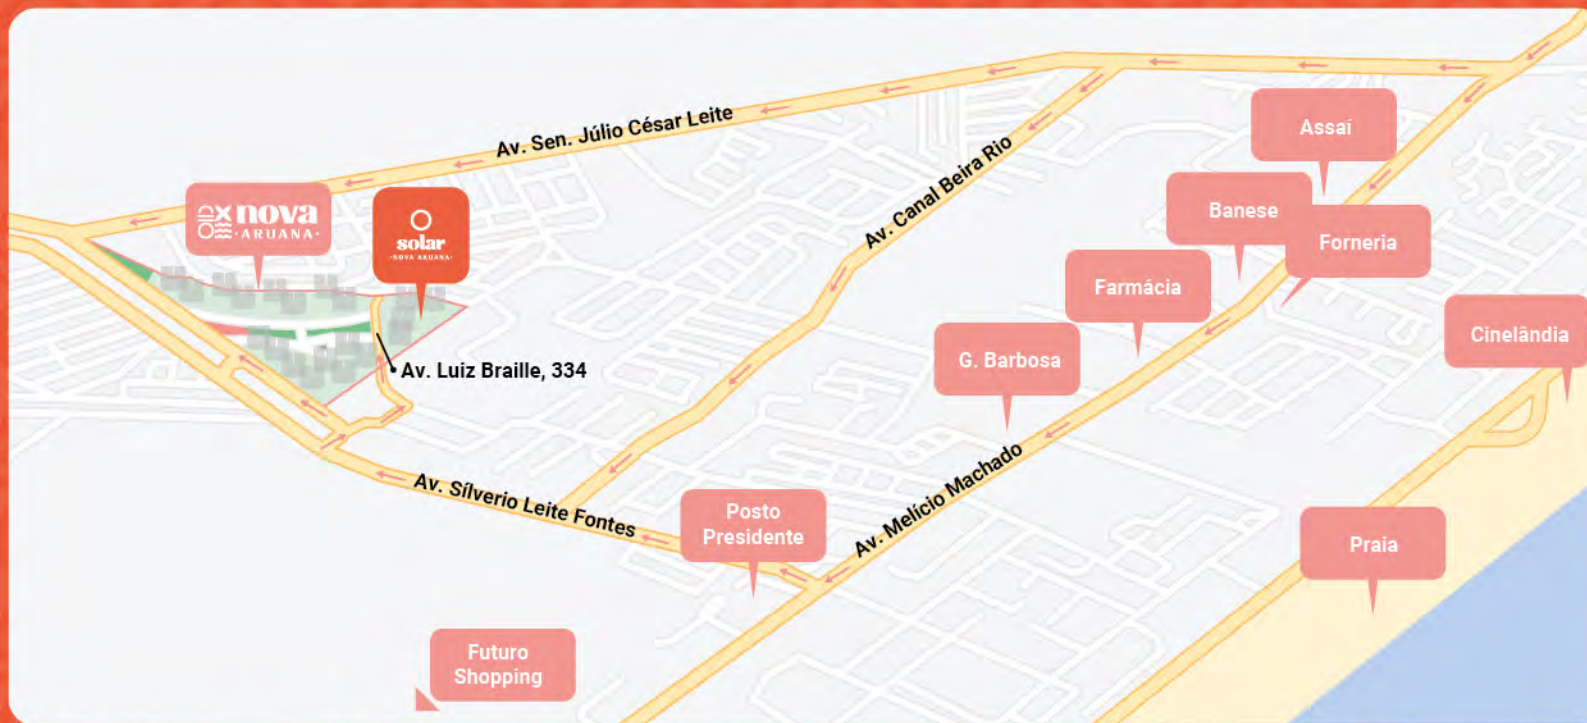 Av. Sen. Júlio César Leite
Assaí
Av. Canal Beira Rio
nova
·ARUANA·
solar
·NOVA ARUANA·
Banese
Forneria
Farmácia
Cinelândia
G. Barbosa
Av. Luiz Braille, 334
Av. Sílverio Leite Fontes
Av. Melício Machado
Posto
Presidente
Praia
Futuro
Shopping